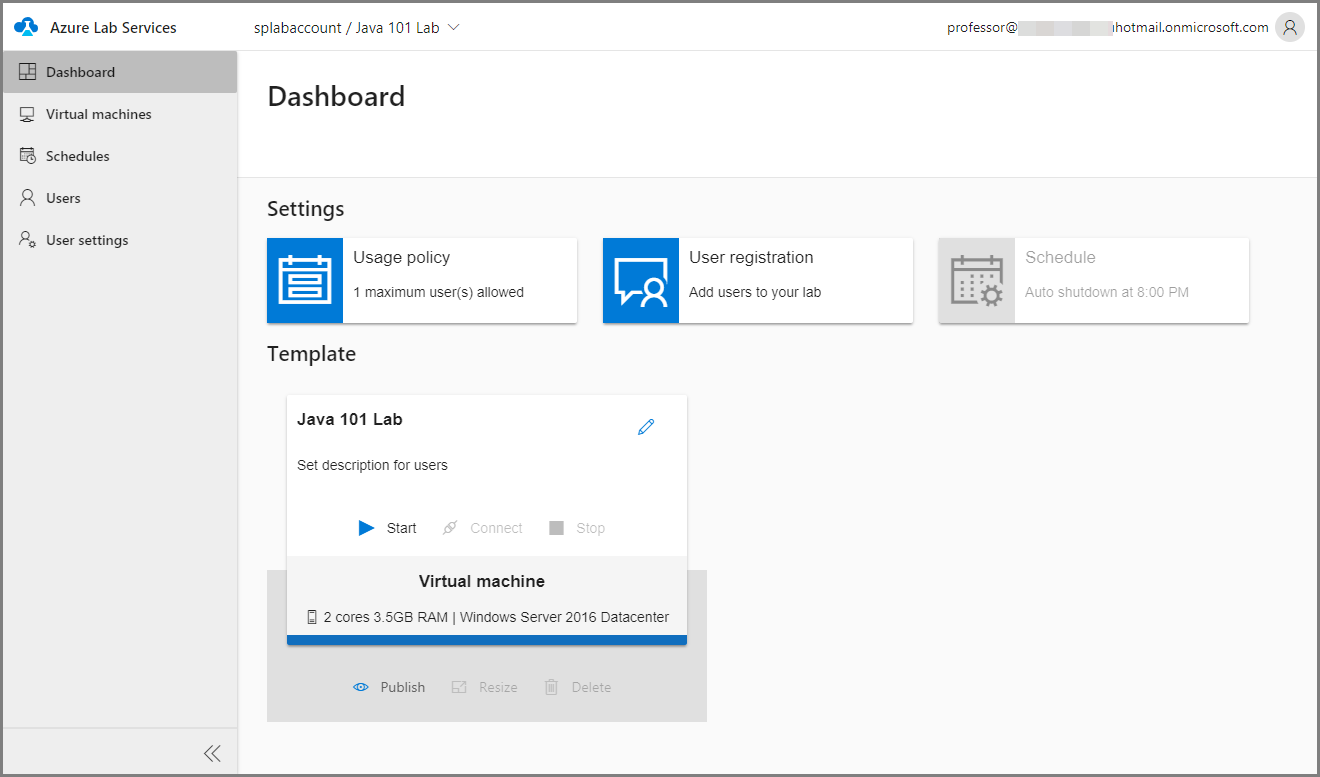 Azure Lab Services
splabaccount / Java 101 Lab
professor@ hotmail.onmicrosoft.com
Dashboard
Virtual machines
Schedules
Users
User settings
Dashboard
Settings
Usage policy
1 maximum user(s) allowed
User registration
Add users to your lab
Schedule
Auto shutdown at 8:00 PM
Template
Java 101 Lab
Set description for users
Start Connect Stop
Virtual machine
2 cores 3.5GB RAM | Windows Server 2016 Datacenter
Publish Resize Delete